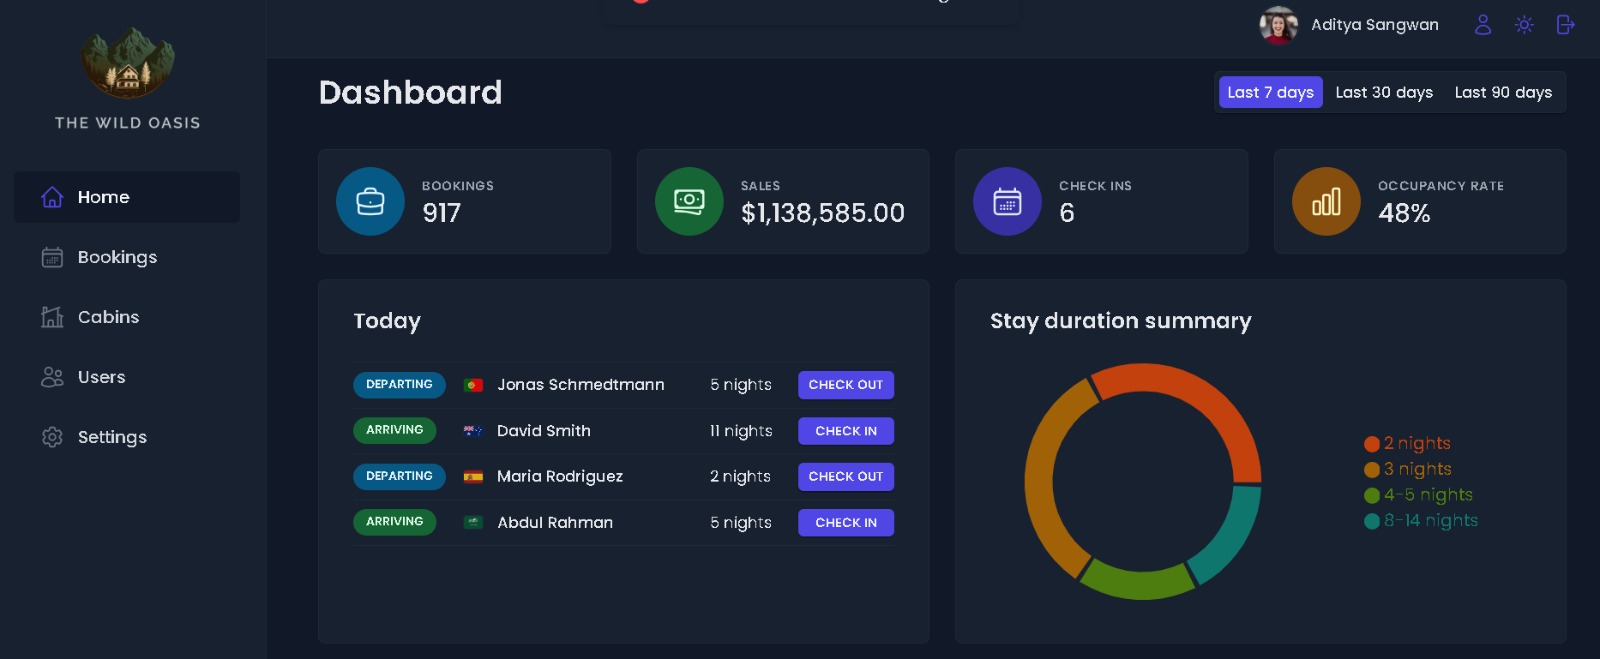 THE WILD OASIS
Home
Bookings
Cabins
Users
Settings
Aditya Sangwan
Dashboard
Last 7 days Last 30 days Last 90 days
BOOKINGS
917
SALES
$1,138,585.00
CHECK INS
6
OCCUPANCY RATE
48%
Today
DEPARTING Jonas Schmedtmann 5 nights CHECK OUT
ARRIVING David Smith 11 nights CHECK IN
DEPARTING Maria Rodriguez 2 nights CHECK OUT
ARRIVING Abdul Rahman 5 nights CHECK IN
Stay duration summary
2 nights
3 nights
4-5 nights
8-14 nights